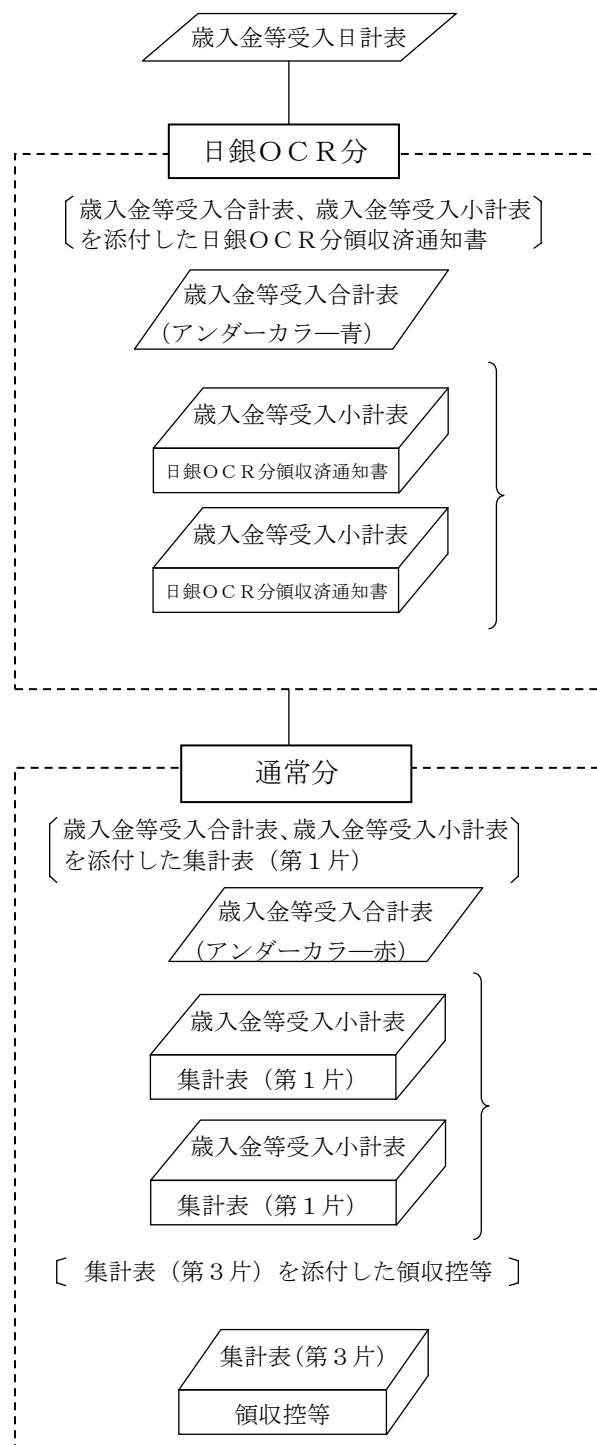 歳入金等受入日計表
日銀ＯＣＲ分
〔歳入金等受入合計表、歳入金等受入小計表
を添付した日銀ＯＣＲ分領収済通知書〕
歳入金等受入合計表
（アンダーカラ―青）
歳入金等受入小計表
日銀ＯＣＲ分領収済通知書
歳入金等受入小計表
日銀ＯＣＲ分領収済通知書
通常分
〔歳入金等受入合計表、歳入金等受入小計表
を添付した集計表（第１片）〕
歳入金等受入合計表
（アンダーカラ―赤）
歳入金等受入小計表
集計表（第１片）
歳入金等受入小計表
集計表（第１片）
〔 集計表（第３片）を添付した領収控等 〕
集計表（第３片）
領収控等